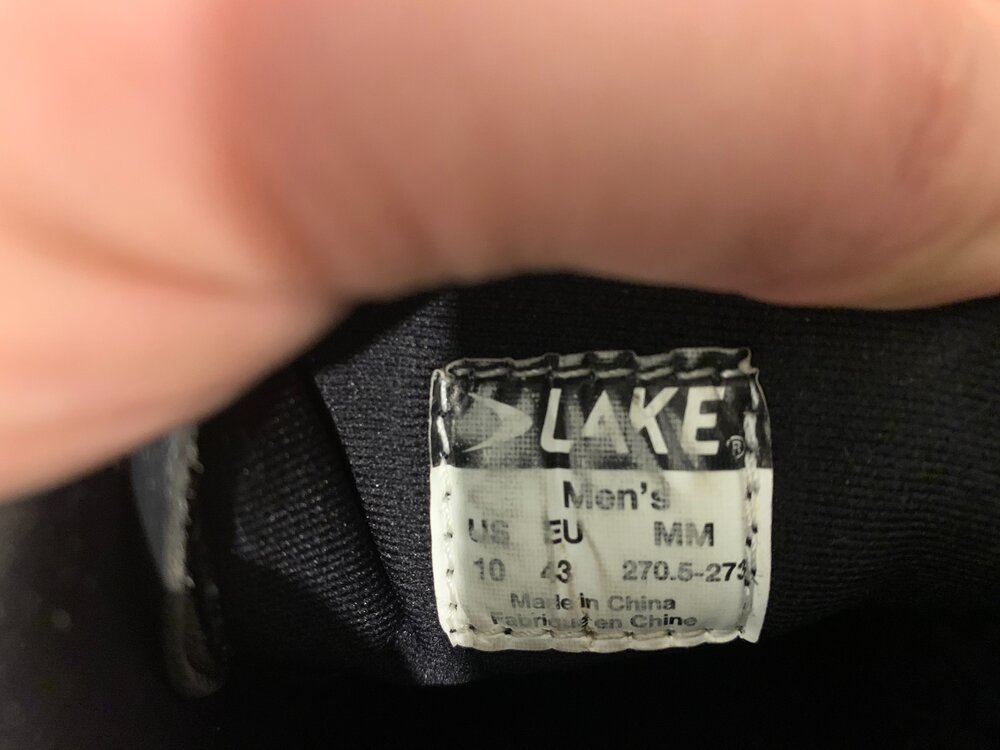 LAKE®
Men's
US EU MM
10 43 270.5-273
Made in China
Fabriqué en Chine